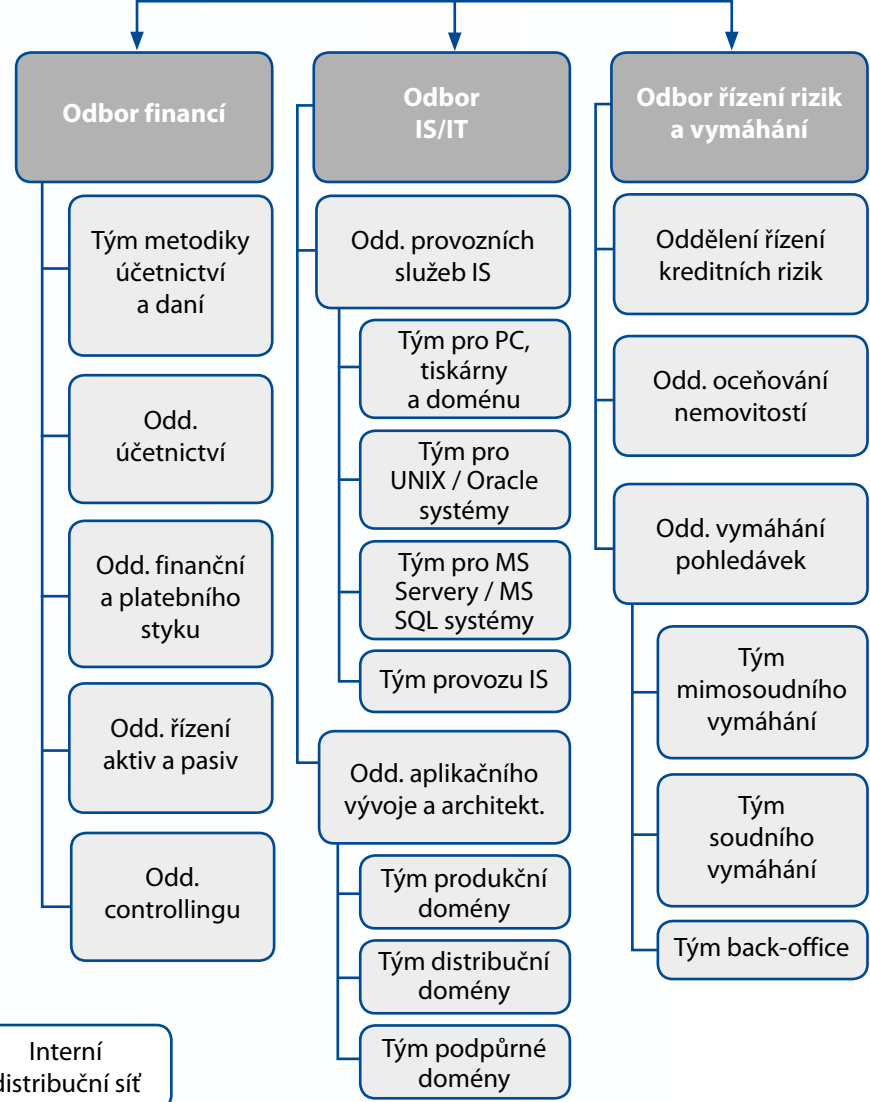 Odbor financí
Tým metodiky
účetnictví
a daní
Odd.
účetnictví
Odd. finanční
a platebního
styku
Odd. řízení
aktiv a pasiv
Odd.
controllingu
Interní
distribuční síť
Odbor
IS/IT
Odd. provozních
služeb IS
Tým pro PC,
tiskárny
a doménu
Tým pro
UNIX / Oracle
systémy
Tým pro MS
Servery / MS
SQL systémy
Tým provozu IS
Odd. aplikačního
vývoje a architekt.
Tým produkční
domény
Tým distribuční
domény
Tým podpůrné
domény
Odbor řízení rizik
a vymáhání
Oddělení řízení
kreditních rizik
Odd. oceňování
nemovitostí
Odd. vymáhání
pohledávek
Tým
mimosoudního
vymáhání
Tým
soudního
vymáhání
Tým back-office